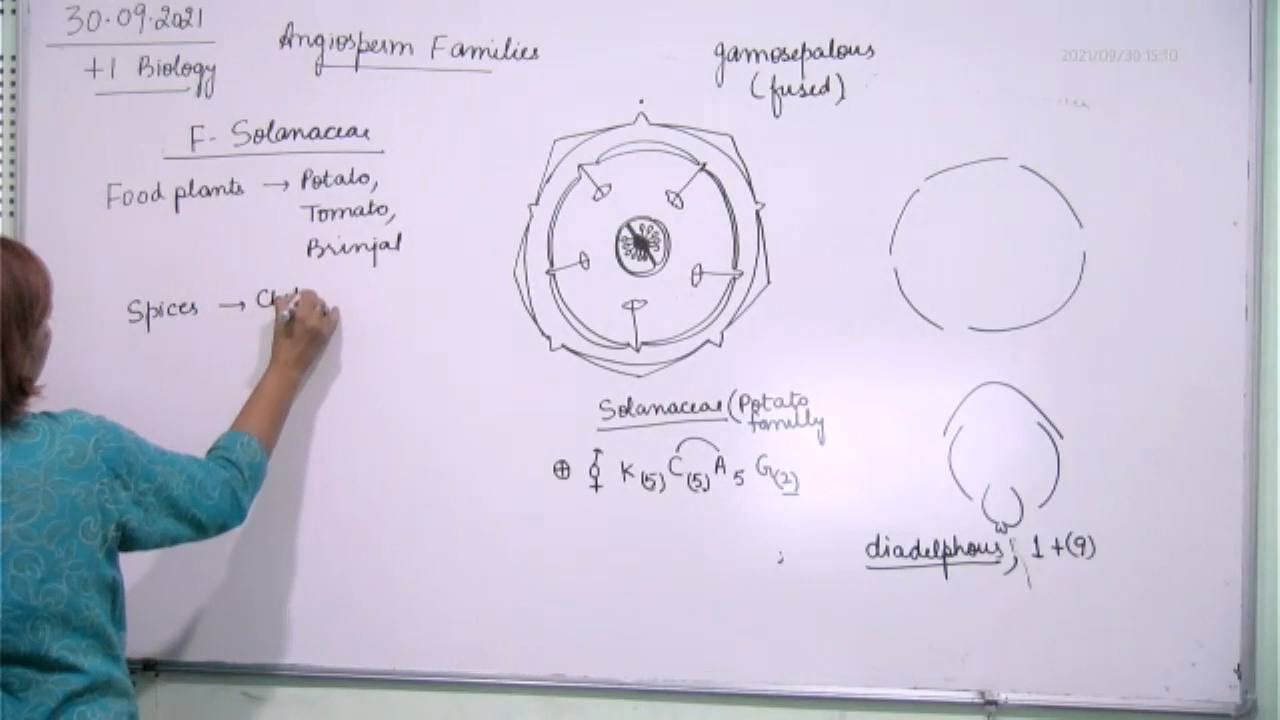 30.09.2021
+1 Biology
Angiosperm Families
gamosepalous
(fused)
2021/09/30 15:10
F- Solanaceae
Food plants → Potato,
Tomato,
Brinjal
Spices →
Solanaceae (Potato
family
⊕ ⚥ K(5) C(5) A5 G(2)
diadelphous, 1+(9)